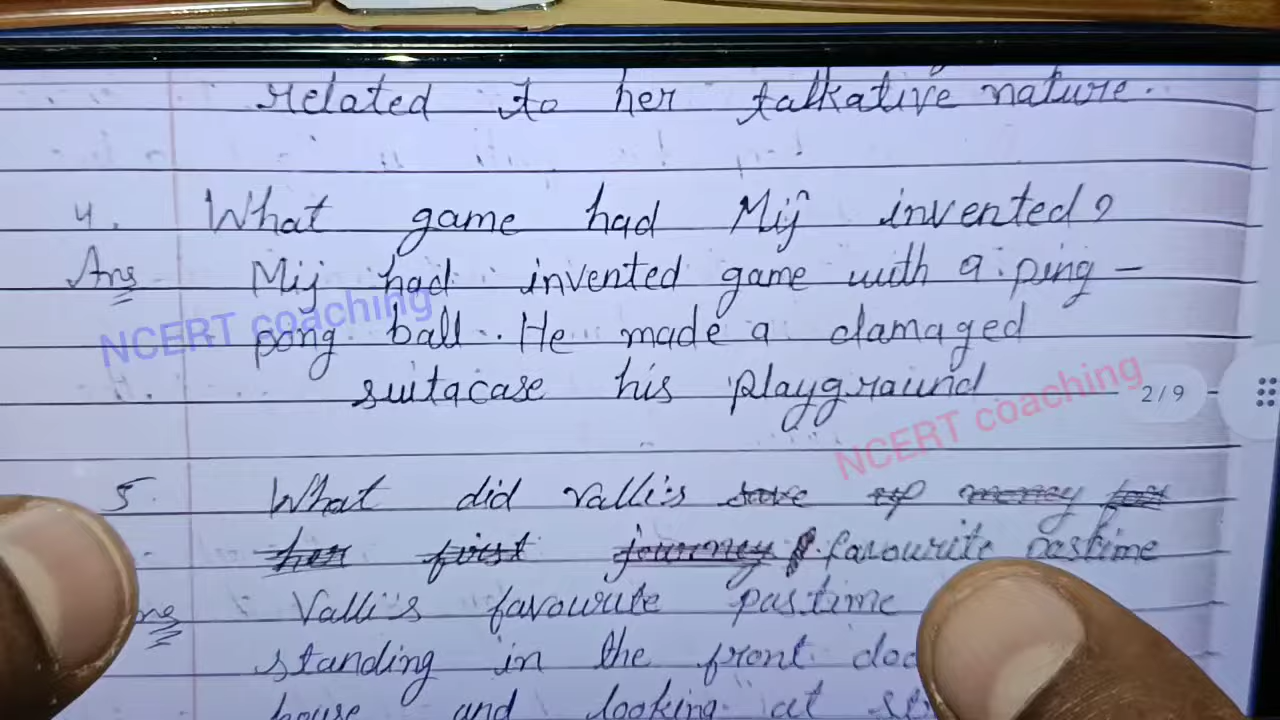 related to her talkative nature.
4. What game had Mij invented?
Ans Mij had invented game with a ping -
pong ball. He made a damaged
suitacase his playgraund
NCERT coaching
NCERT coaching
2/9
5. What did valli's save up money for
her first journey favourite pastime
Valli's favourite pastime
standing in the front
house and looking at